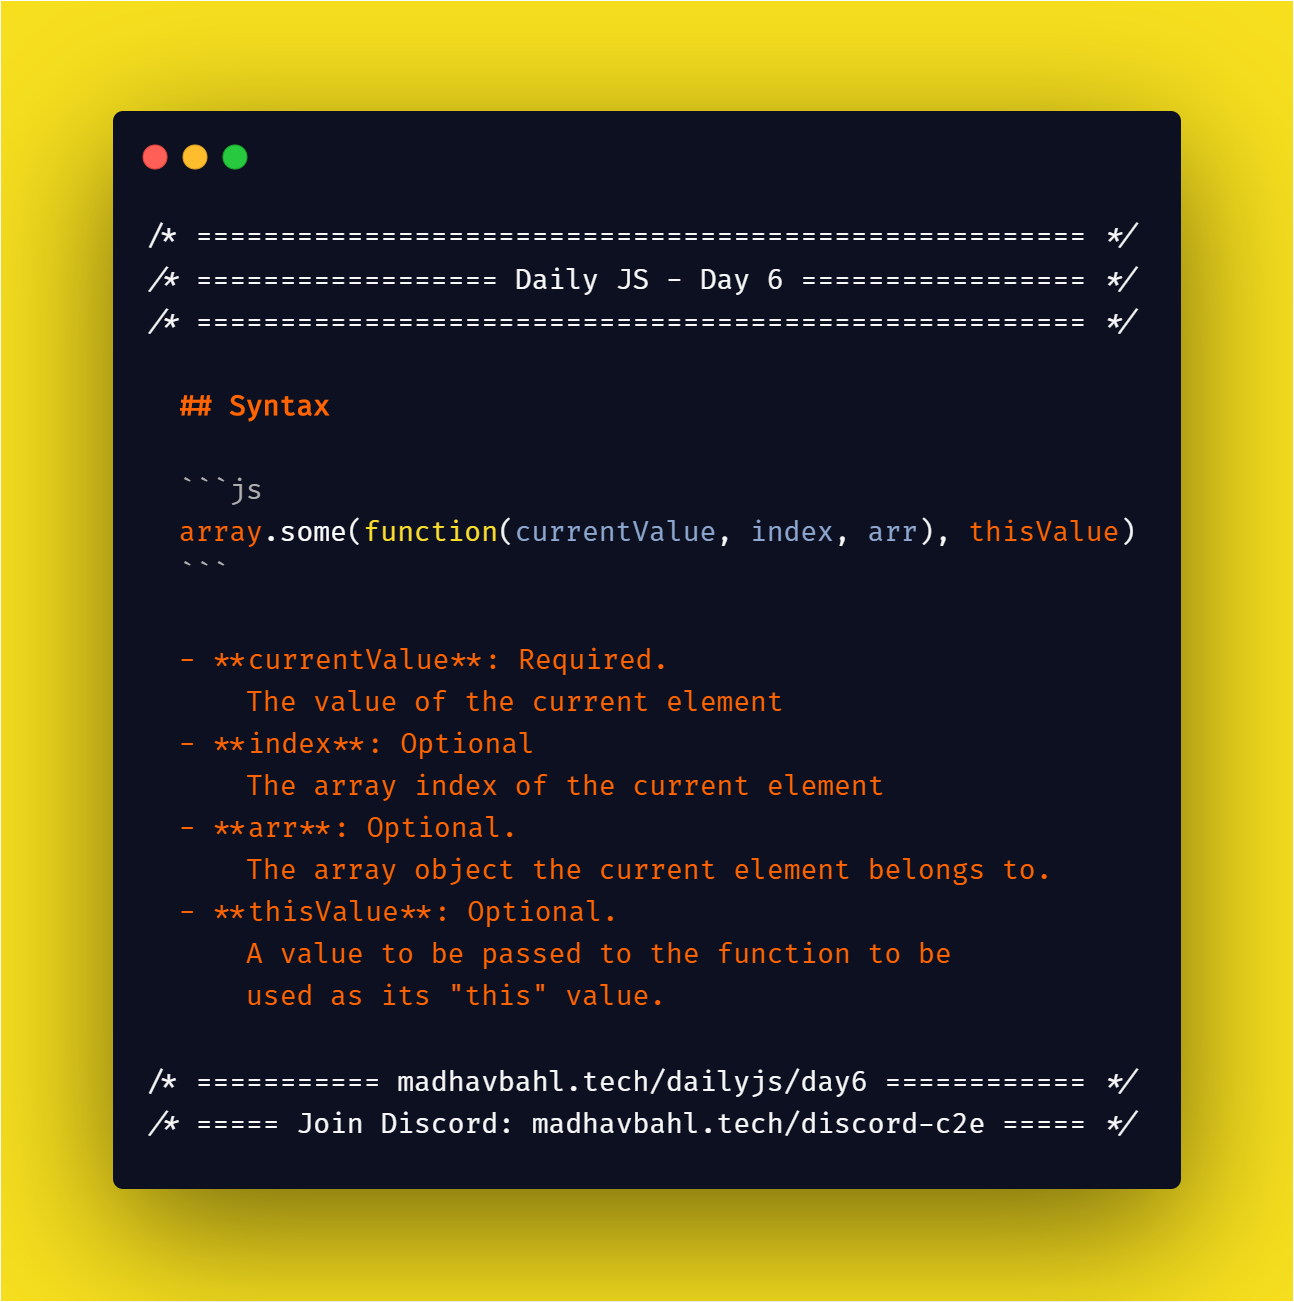 /* ===================================================== */
/* ================== Daily JS - Day 6 ================= */
/* ===================================================== */
## Syntax
```js
array.some(function(currentValue, index, arr), thisValue)
```
- **currentValue**: Required.
The value of the current element
- **index**: Optional
The array index of the current element
- **arr**: Optional.
The array object the current element belongs to.
- **thisValue**: Optional.
A value to be passed to the function to be
used as its "this" value.
/* =========== madhavbahl.tech/dailyjs/day6 ============ */
/* ===== Join Discord: madhavbahl.tech/discord-c2e ===== */